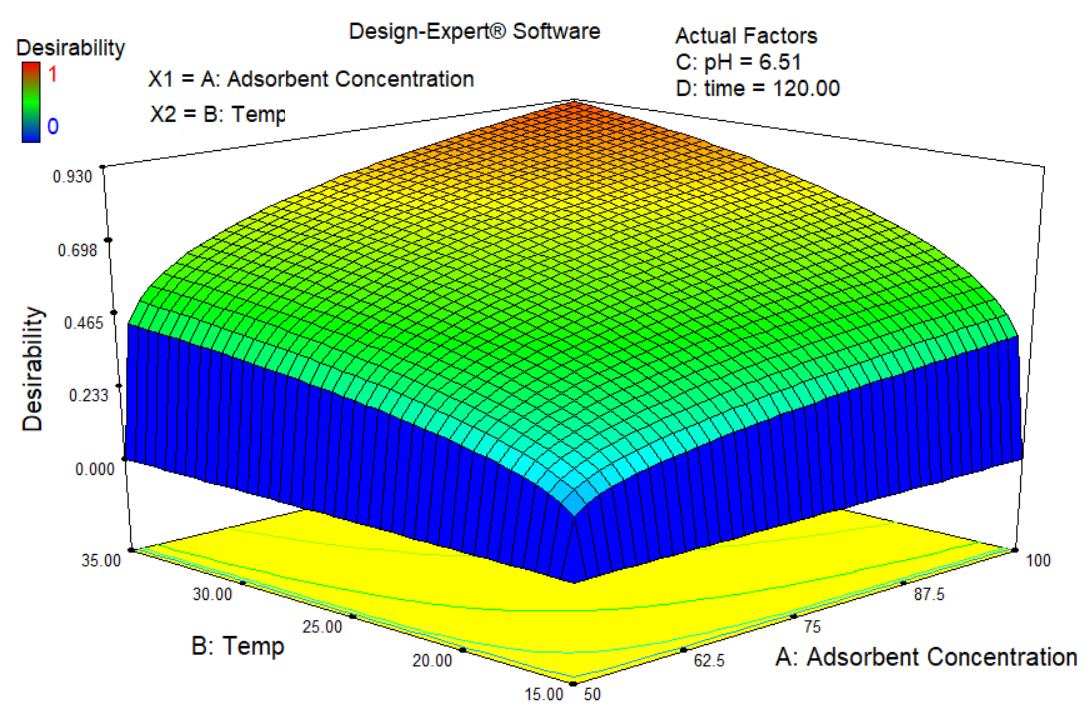 Design-Expert® Software
Desirability
1
0
X1 = A: Adsorbent Concentration
X2 = B: Temp
Actual Factors
C: pH = 6.51
D: time = 120.00
0.930
0.698
0.465
0.233
0.000
Desirability
35.00
30.00
25.00
20.00
15.00
B: Temp
50
62.5
75
87.5
100
A: Adsorbent Concentration